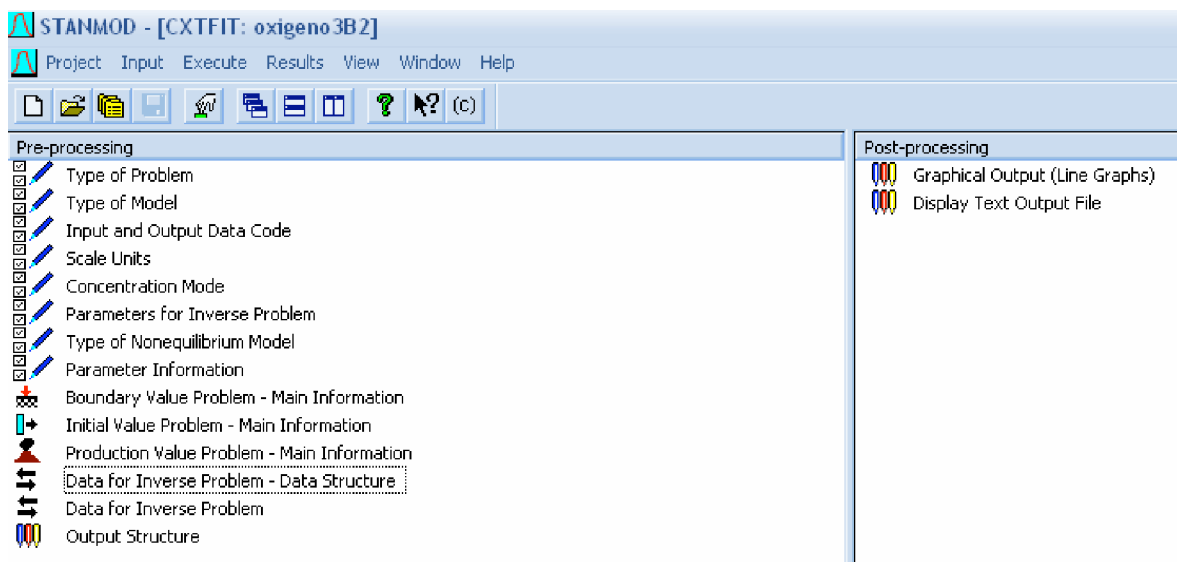 STANMOD - [CXTFIT: oxigeno3B2]
Project Input Execute Results View Window Help
? ? (c)
Pre-processing
Type of Problem
Type of Model
Input and Output Data Code
Scale Units
Concentration Mode
Parameters for Inverse Problem
Type of Nonequilibrium Model
Parameter Information
Boundary Value Problem - Main Information
Initial Value Problem - Main Information
Production Value Problem - Main Information
Data for Inverse Problem - Data Structure
Data for Inverse Problem
Output Structure
Post-processing
Graphical Output (Line Graphs)
Display Text Output File